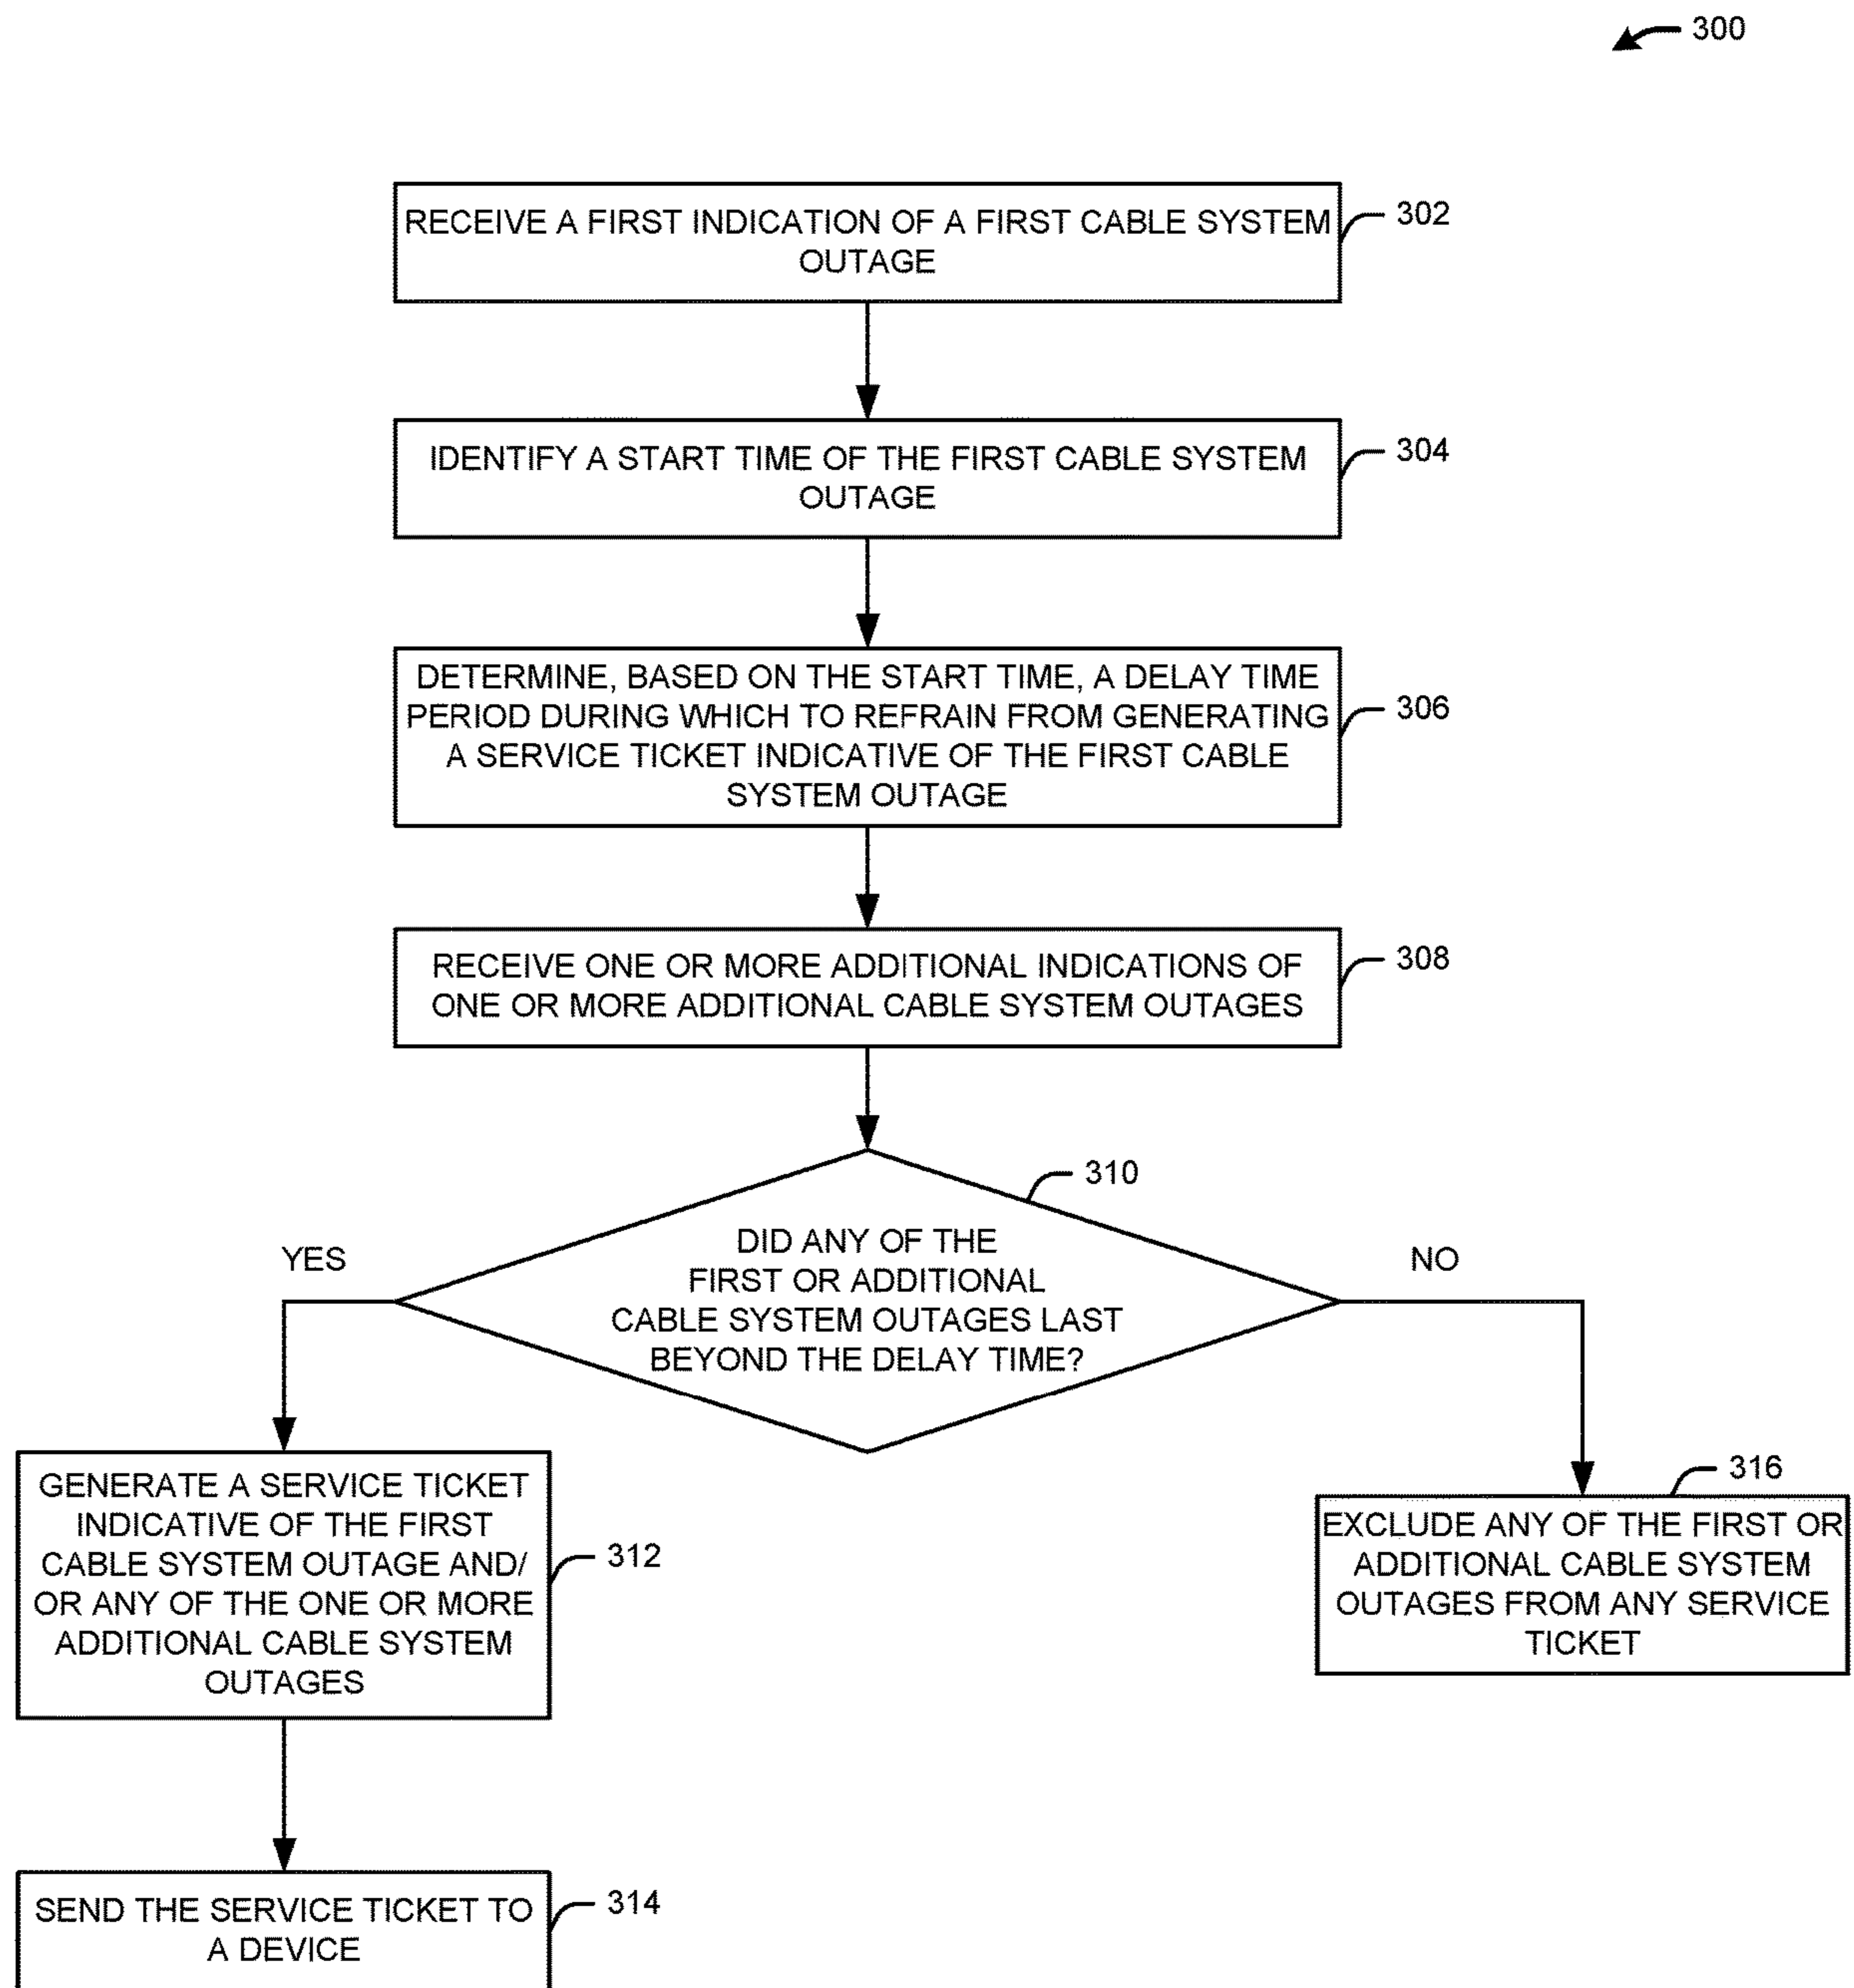 300
RECEIVE A FIRST INDICATION OF A FIRST CABLE SYSTEM
OUTAGE
302
IDENTIFY A START TIME OF THE FIRST CABLE SYSTEM
OUTAGE
304
DETERMINE, BASED ON THE START TIME, A DELAY TIME
PERIOD DURING WHICH TO REFRAIN FROM GENERATING
A SERVICE TICKET INDICATIVE OF THE FIRST CABLE
SYSTEM OUTAGE
306
RECEIVE ONE OR MORE ADDITIONAL INDICATIONS OF
ONE OR MORE ADDITIONAL CABLE SYSTEM OUTAGES
308
310
DID ANY OF THE
FIRST OR ADDITIONAL
CABLE SYSTEM OUTAGES LAST
BEYOND THE DELAY TIME?
YES
NO
GENERATE A SERVICE TICKET
INDICATIVE OF THE FIRST
CABLE SYSTEM OUTAGE AND/
OR ANY OF THE ONE OR MORE
ADDITIONAL CABLE SYSTEM
OUTAGES
312
316
EXCLUDE ANY OF THE FIRST OR
ADDITIONAL CABLE SYSTEM
OUTAGES FROM ANY SERVICE
TICKET
SEND THE SERVICE TICKET TO
A DEVICE
314